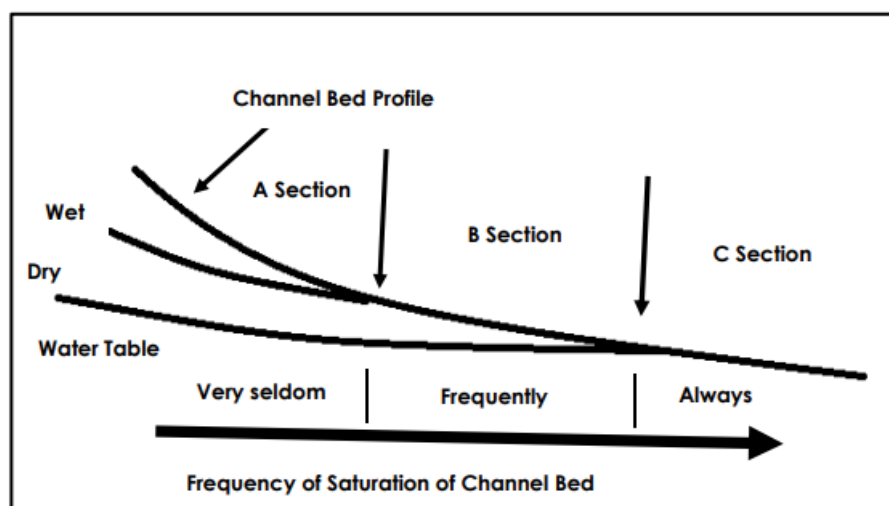 Channel Bed Profile
A Section
Wet
B Section
C Section
Dry
Water Table
Very seldom
Frequently
Always
Frequency of Saturation of Channel Bed